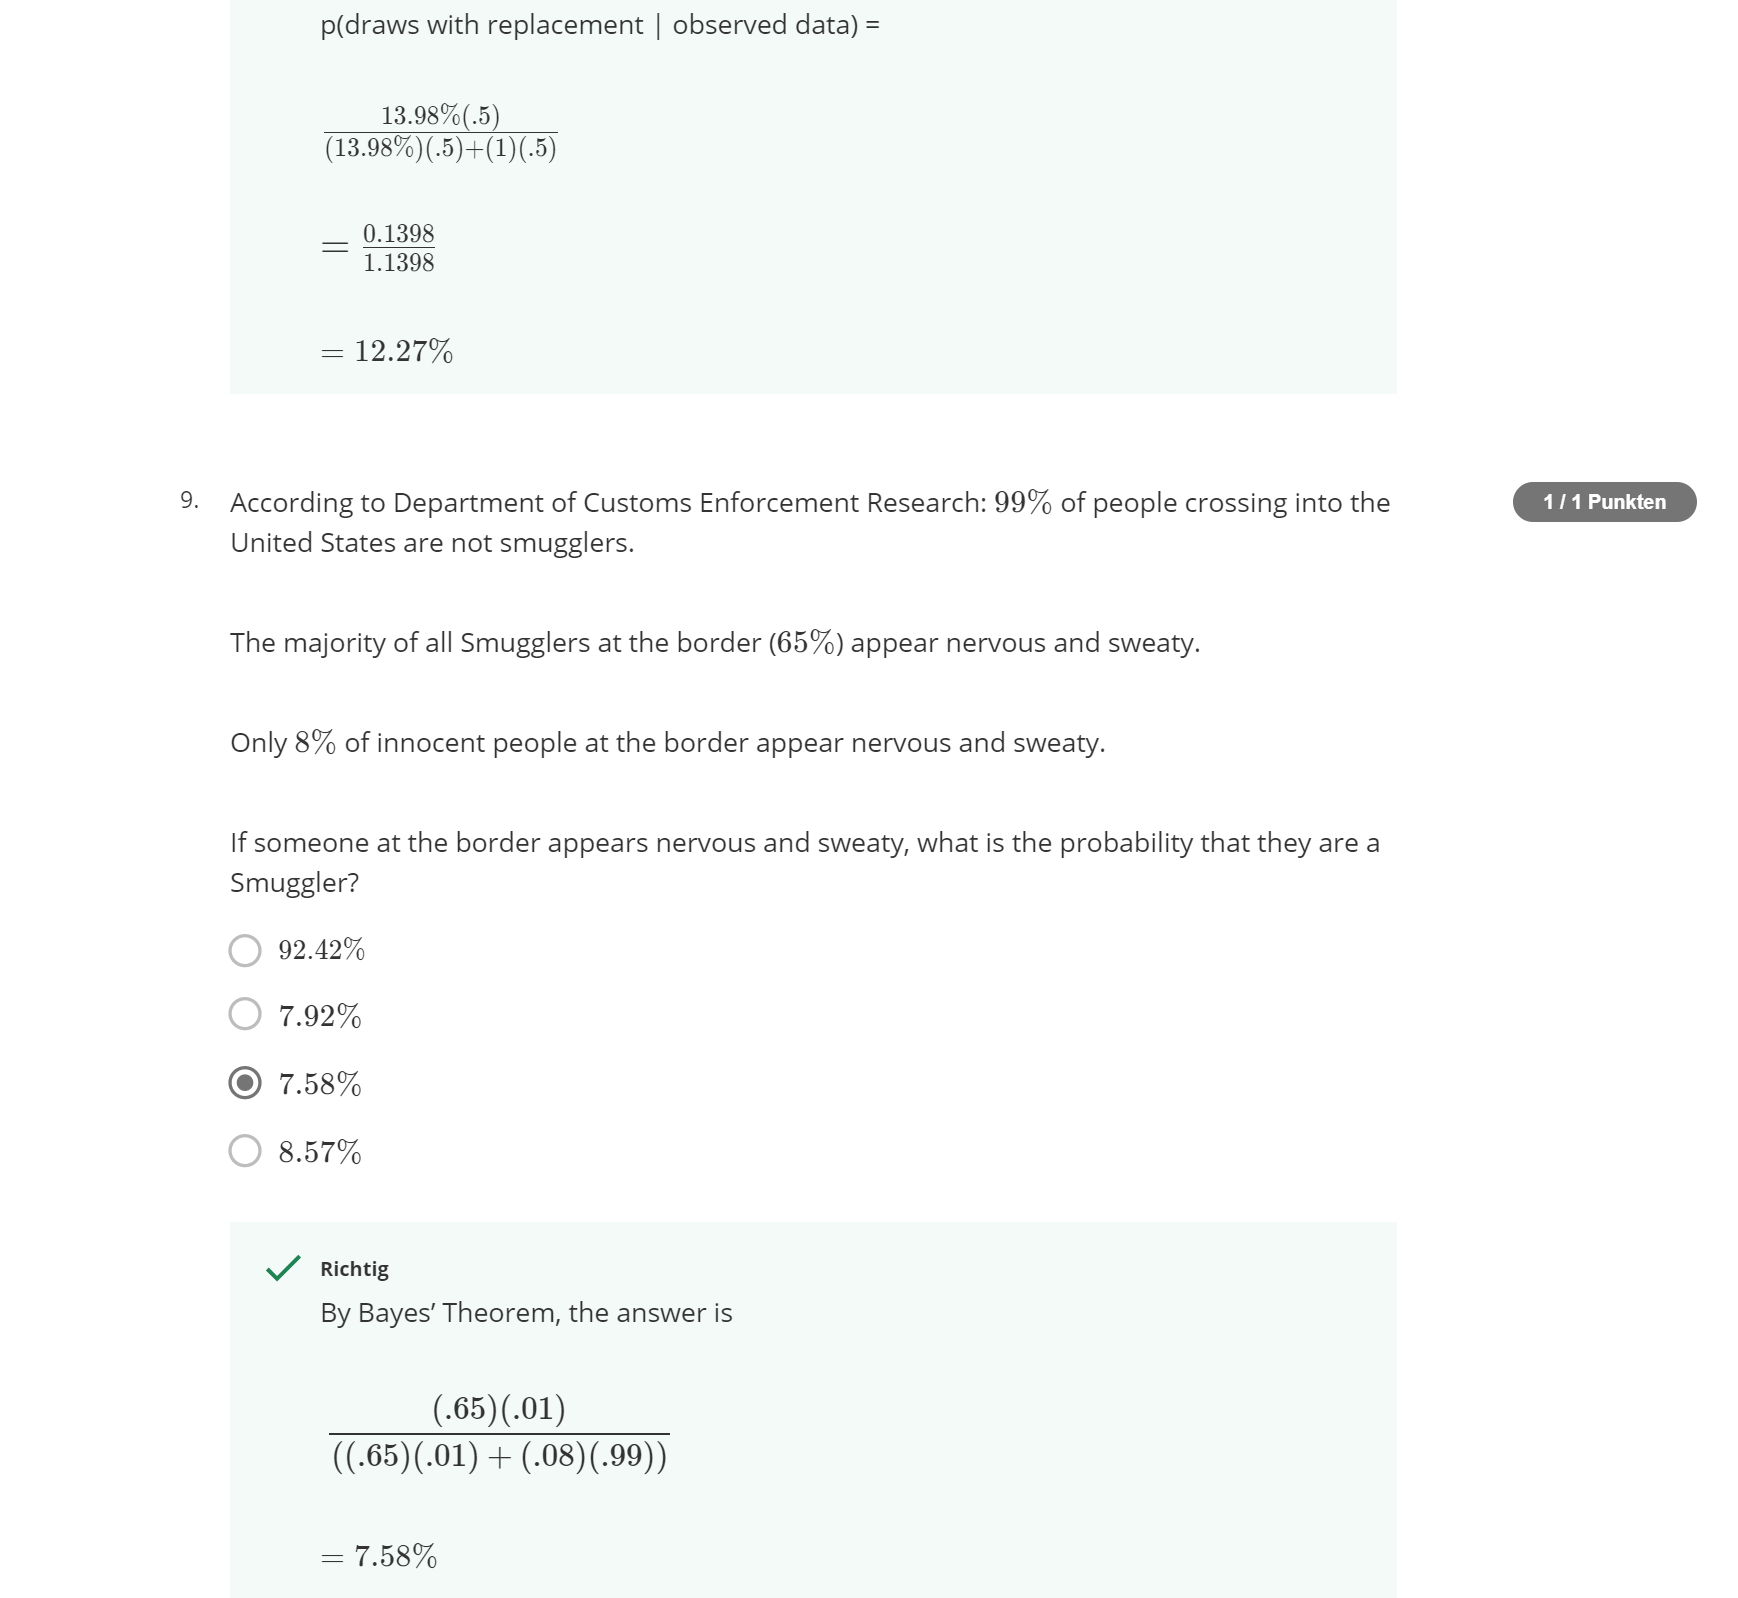 p(draws with replacement | observed data) =
13.98%(.5)
(13.98%)(.5)+(1)(.5)
= 0.1398
1.1398
= 12.27%
9. According to Department of Customs Enforcement Research: 99% of people crossing into the
1 / 1 Punkten
United States are not smugglers.
The majority of all Smugglers at the border (65%) appear nervous and sweaty.
Only 8% of innocent people at the border appear nervous and sweaty.
If someone at the border appears nervous and sweaty, what is the probability that they are a
Smuggler?
92.42%
7.92%
7.58%
8.57%
Richtig
By Bayes’ Theorem, the answer is
(.65)(.01)
((.65)(.01) + (.08)(.99))
= 7.58%